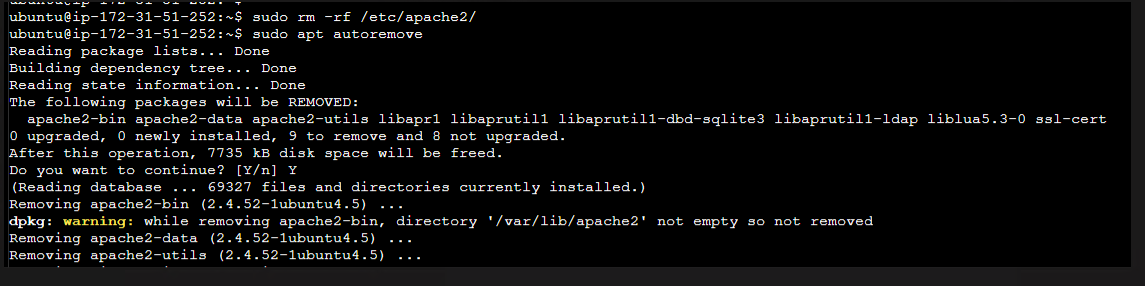 ubuntu@ip-172-31-51-252:~$ sudo rm -rf /etc/apache2/
ubuntu@ip-172-31-51-252:~$ sudo apt autoremove
Reading package lists... Done
Building dependency tree... Done
Reading state information... Done
The following packages will be REMOVED:
  apache2-bin apache2-data apache2-utils libapr1 libaprutil1 libaprutil1-dbd-sqlite3 libaprutil1-ldap liblua5.3-0 ssl-cert
0 upgraded, 0 newly installed, 9 to remove and 8 not upgraded.
After this operation, 7735 kB disk space will be freed.
Do you want to continue? [Y/n] Y
(Reading database ... 69327 files and directories currently installed.)
Removing apache2-bin (2.4.52-1ubuntu4.5) ...
dpkg: warning: while removing apache2-bin, directory '/var/lib/apache2' not empty so not removed
Removing apache2-data (2.4.52-1ubuntu4.5) ...
Removing apache2-utils (2.4.52-1ubuntu4.5) ...